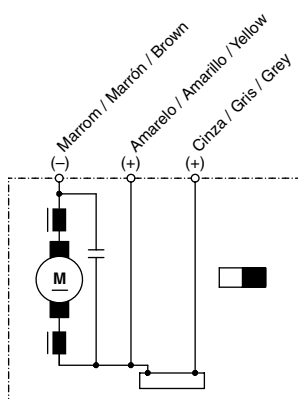 Marrom / Marrón / Brown
Amarelo / Amarillo / Yellow
Cinza / Gris / Grey
(–) (+) (+)
M